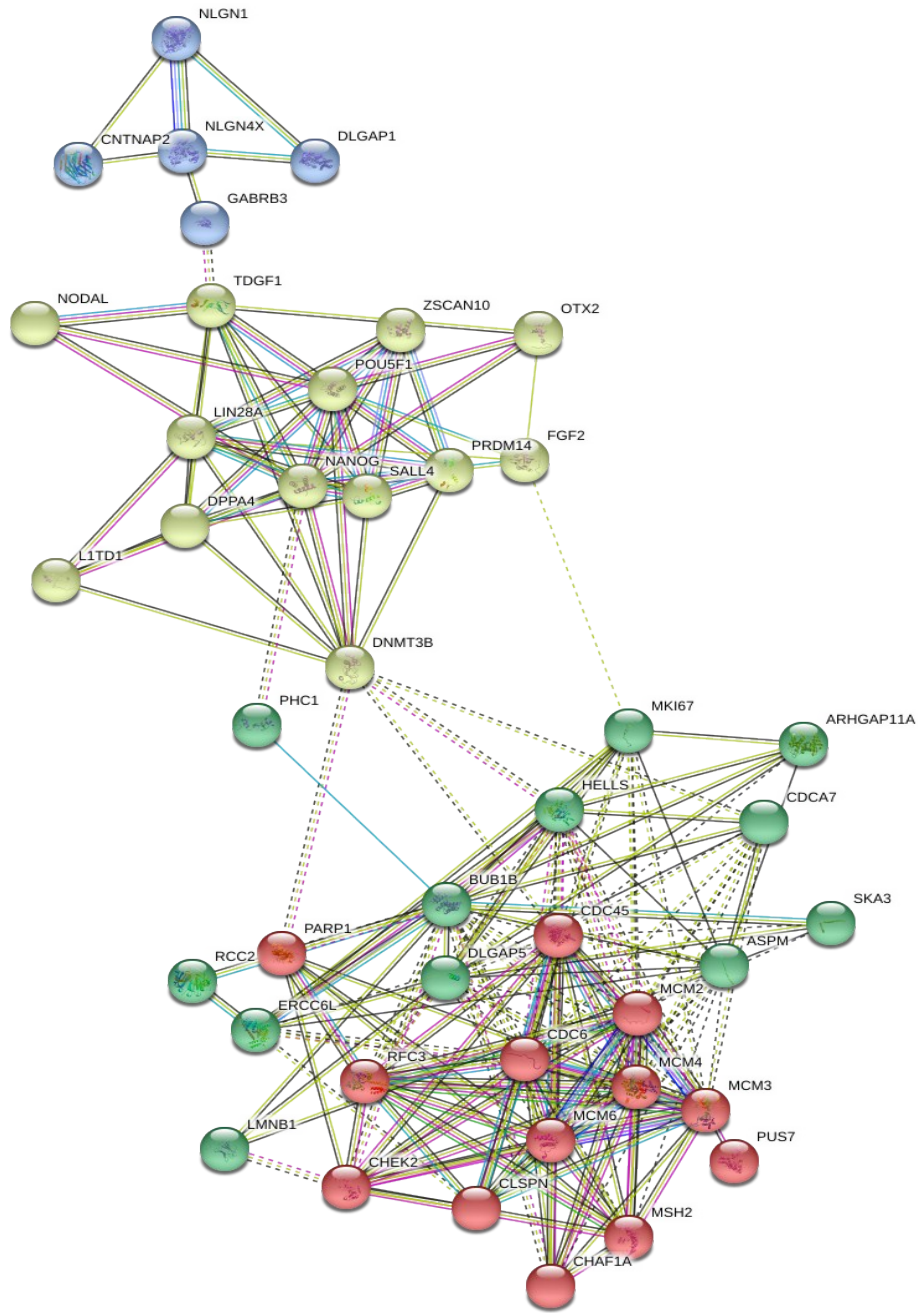 NLGN1
NLGN4X
CNTNAP2
DLGAP1
GABRB3
TDGF1
NODAL
ZSCAN10
OTX2
POU5F1
LIN28A
PRDM14
FGF2
NANOG
SALL4
DPPA4
L1TD1
DNMT3B
PHC1
MKI67
ARHGAP11A
HELLS
CDCA7
BUB1B
SKA3
CDC45
PARP1
ASPM
RCC2
DLGAP5
MCM2
ERCC6L
CDC6
RFC3
MCM4
MCM3
MCM6
LMNB1
PUS7
CHEK2
CLSPN
MSH2
CHAF1A